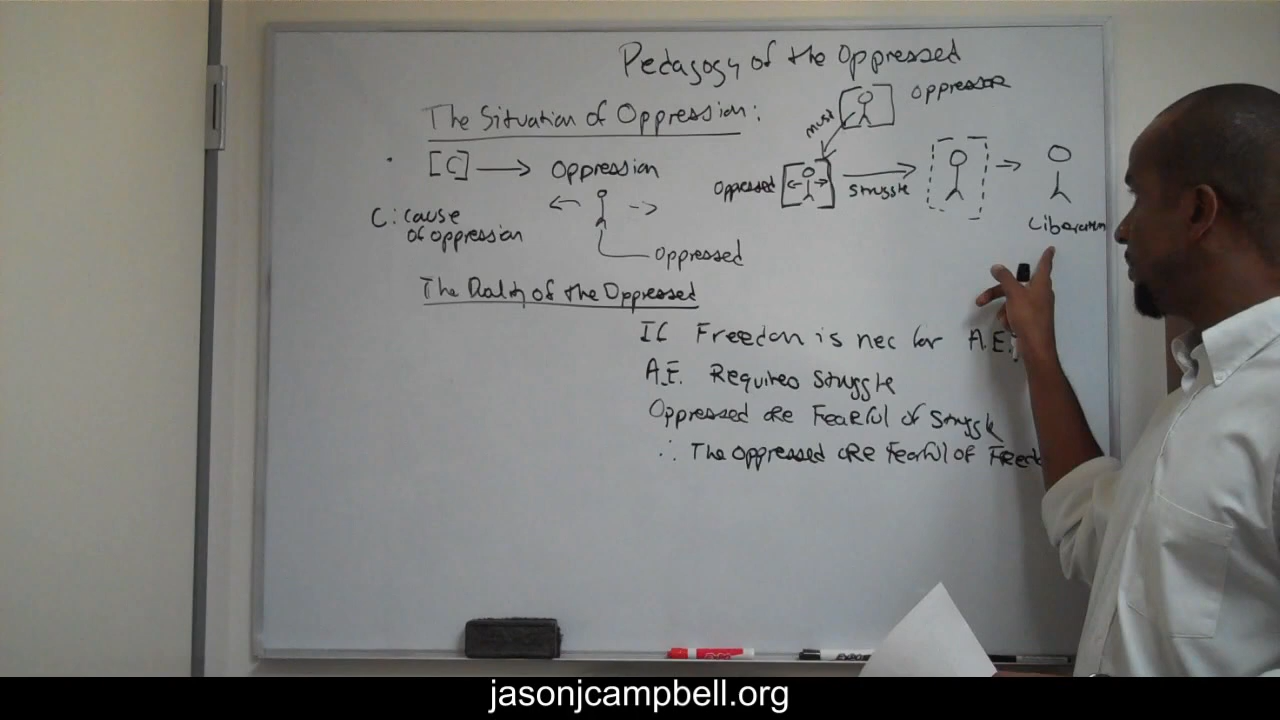 Pedagogy of the Oppressed
The Situation of Oppression:
OPPRESSOR
must
[C] → Oppression
Oppressed
Struggle
Liberation
C: cause
of oppression
Oppressed
The Duality of the Oppressed
If Freedom is nec for A.E.;
A.E. Requires Struggle
Oppressed are Fearful of Struggle
∴ The oppressed are Fearful of Freed
jasonjcampbell.org